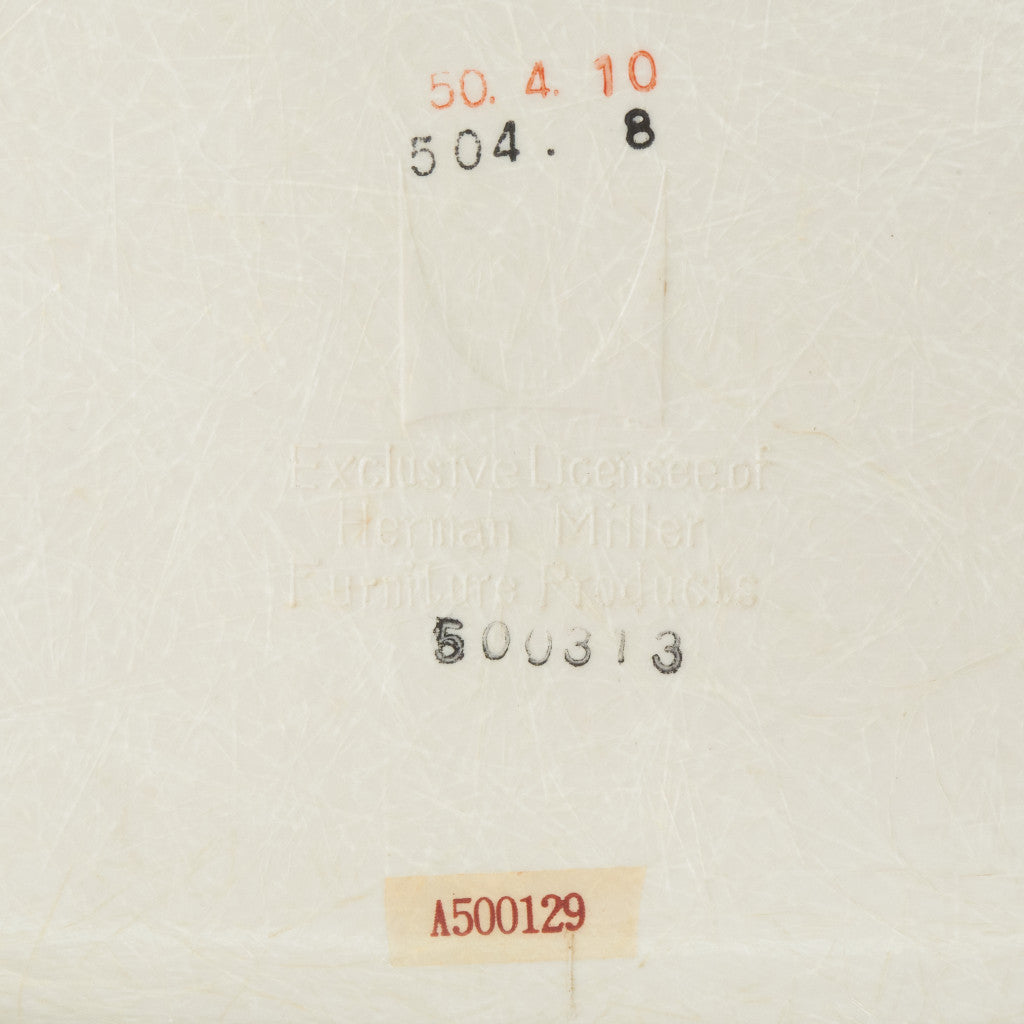 50. 4. 10
504. 8
Exclusive Licensee of
Herman Miller
Furniture Products
500313
A500129